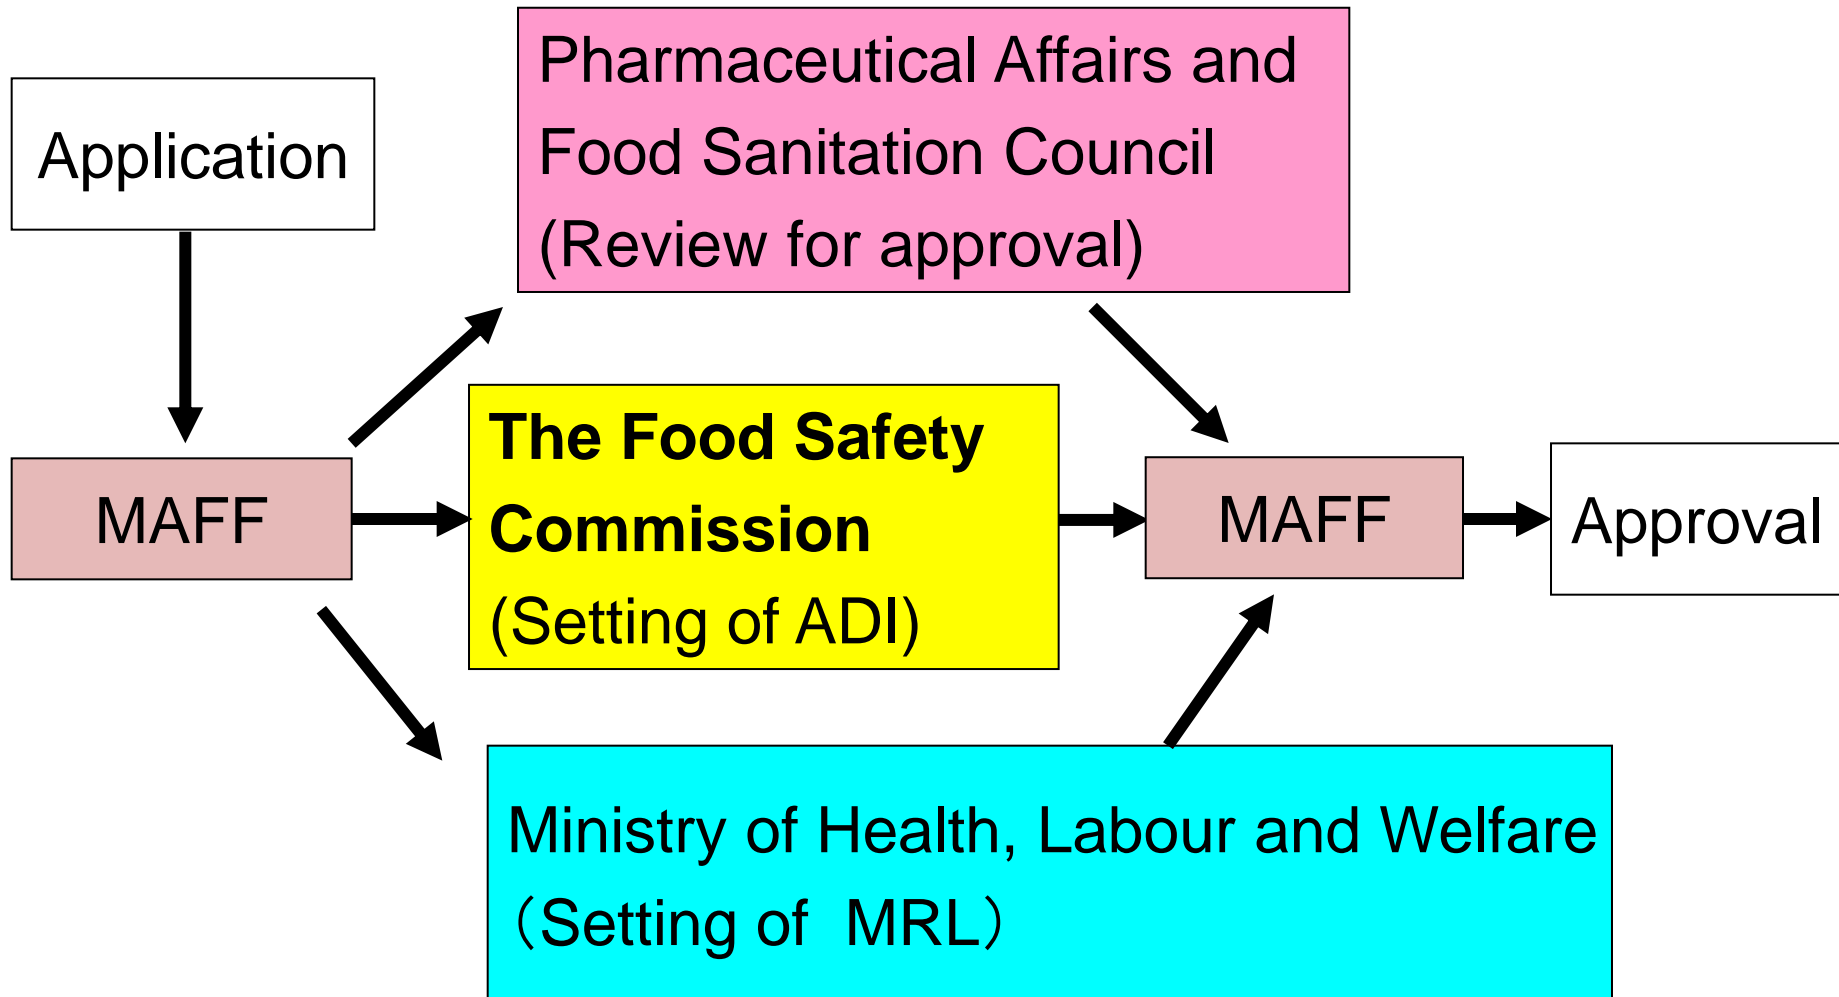 Application
Pharmaceutical Affairs and
Food Sanitation Council
(Review for approval)
MAFF
The Food Safety
Commission
(Setting of ADI)
MAFF
Approval
Ministry of Health, Labour and Welfare
（Setting of  MRL）